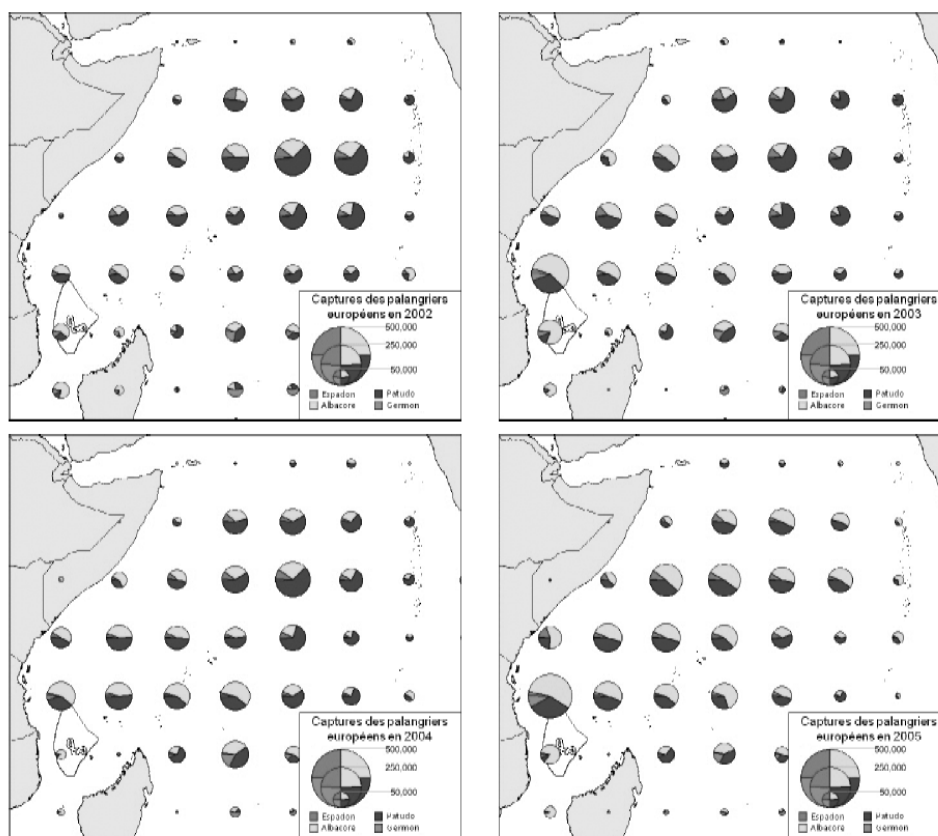 Captures des palangriers
européens en 2002
500,000
250,000
50,000
Espadon Patudo
Albacore Germon
Captures des palangriers
européens en 2003
500,000
250,000
50,000
Espadon Patudo
Albacore Germon
Captures des palangriers
européens en 2004
500,000
250,000
50,000
Espadon Patudo
Albacore Germon
Captures des palangriers
européens en 2005
500,000
250,000
50,000
Espadon Patudo
Albacore Germon